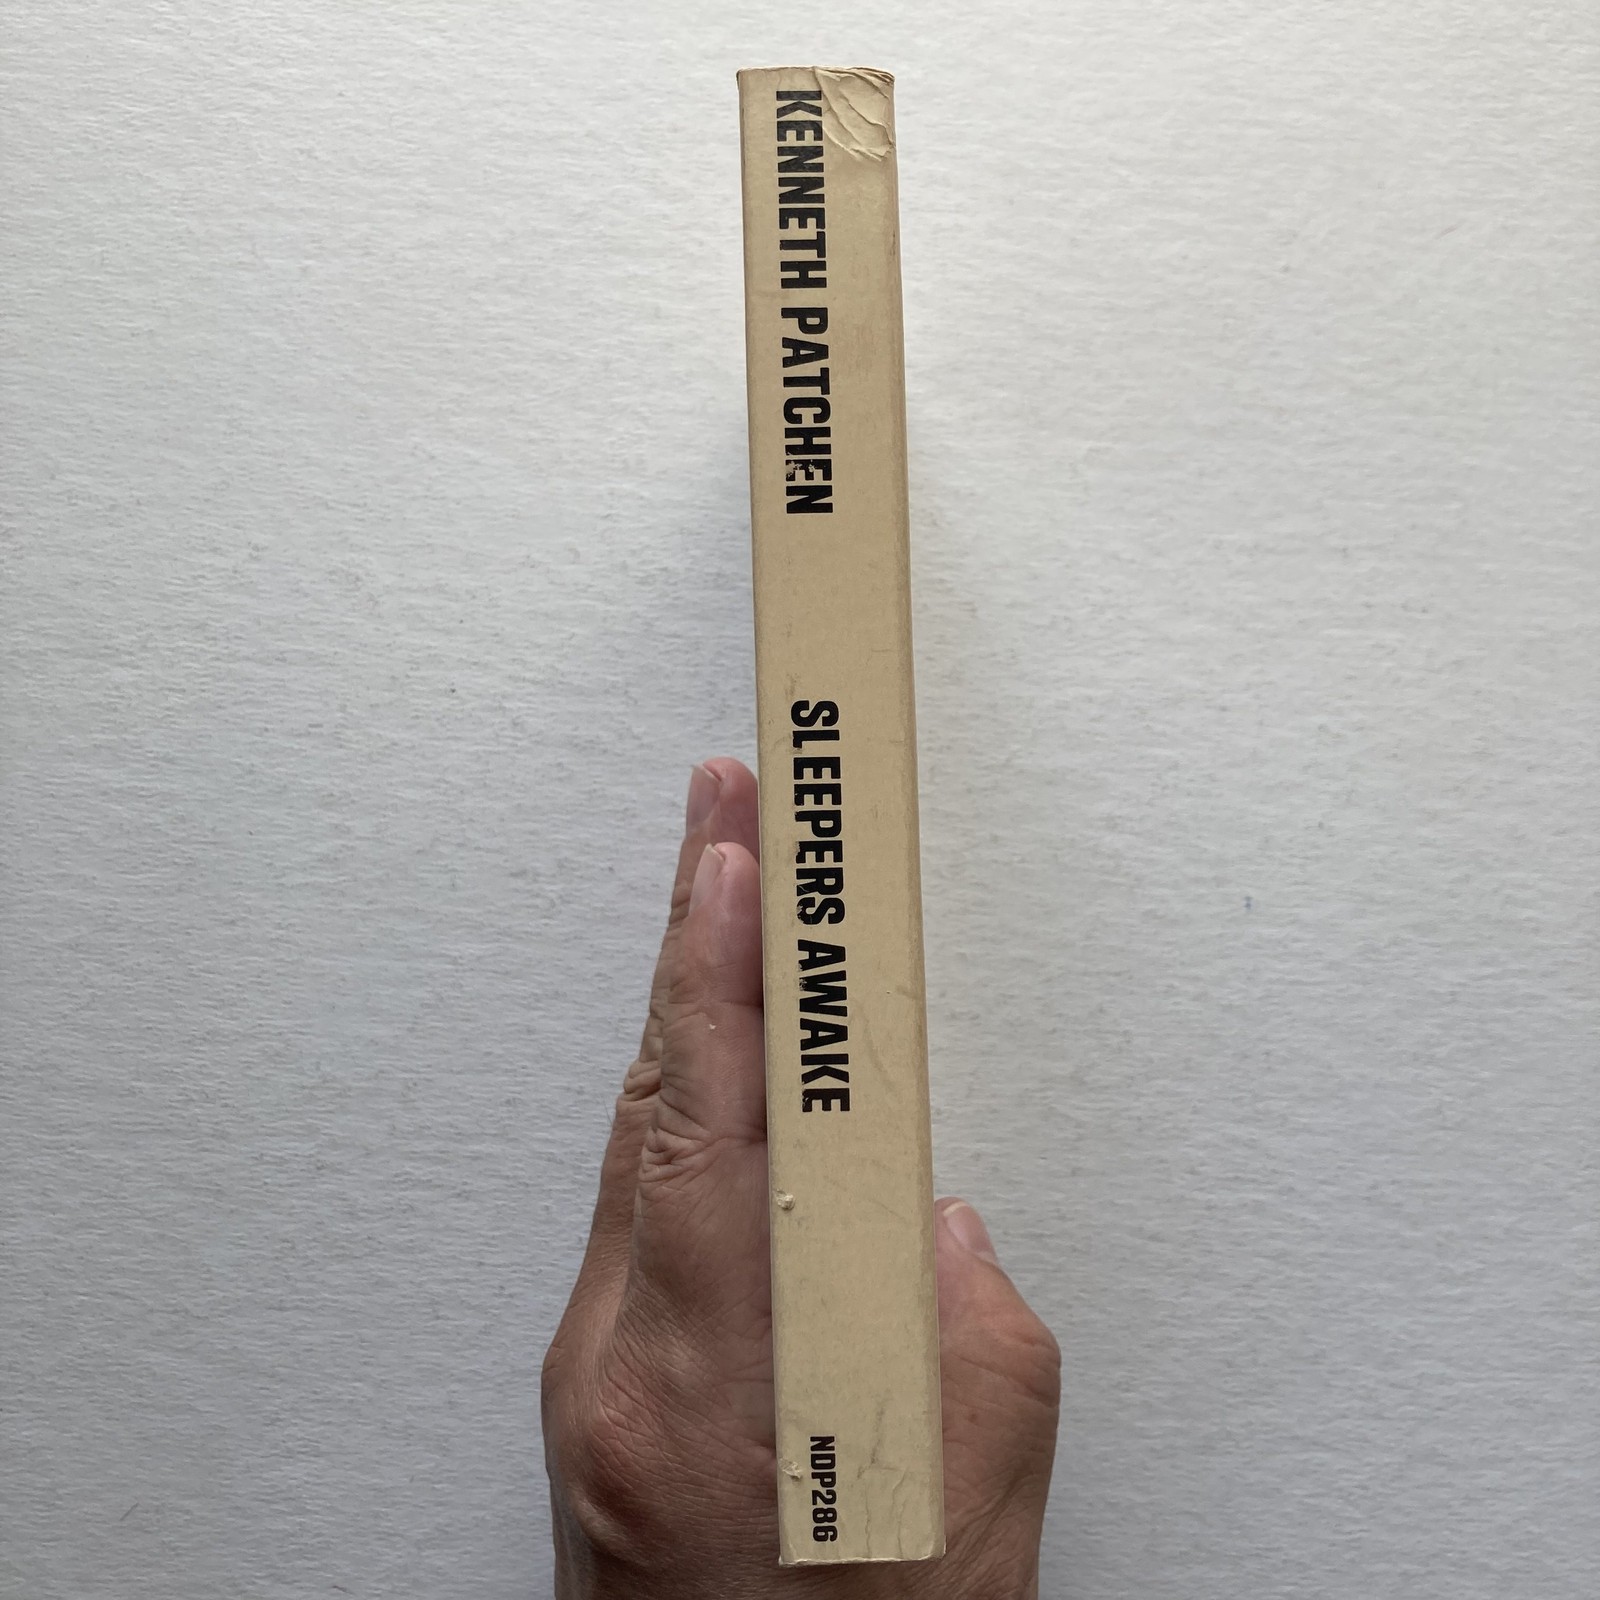 KENNETH PATCHEN
SLEEPERS AWAKE
NDP286